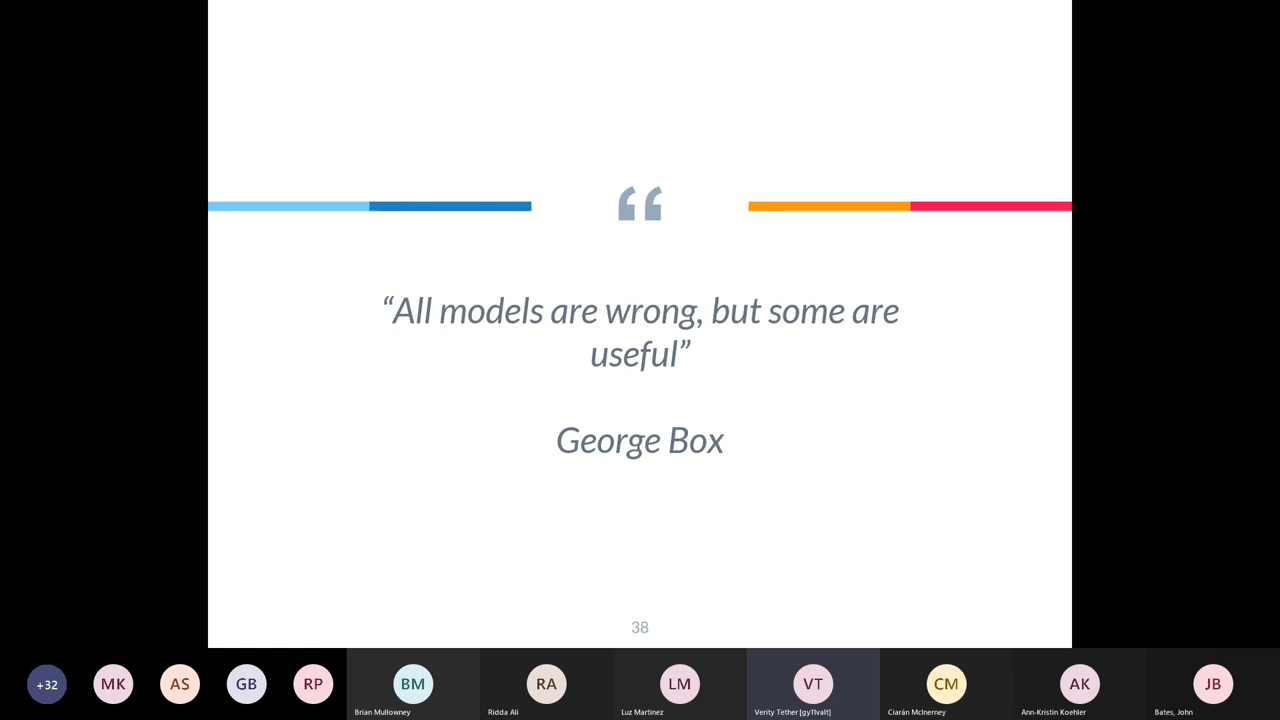 “All models are wrong, but some are
useful”
George Box
38
+32
MK
AS
GB
RP
BM
RA
LM
VT
CM
AK
JB
Brian Mullowney
Ridda Ali
Luz Martinez
Verity Tether [gy11valt]
Ciarán McInerney
Ann-Kristin Koehler
Bates, John